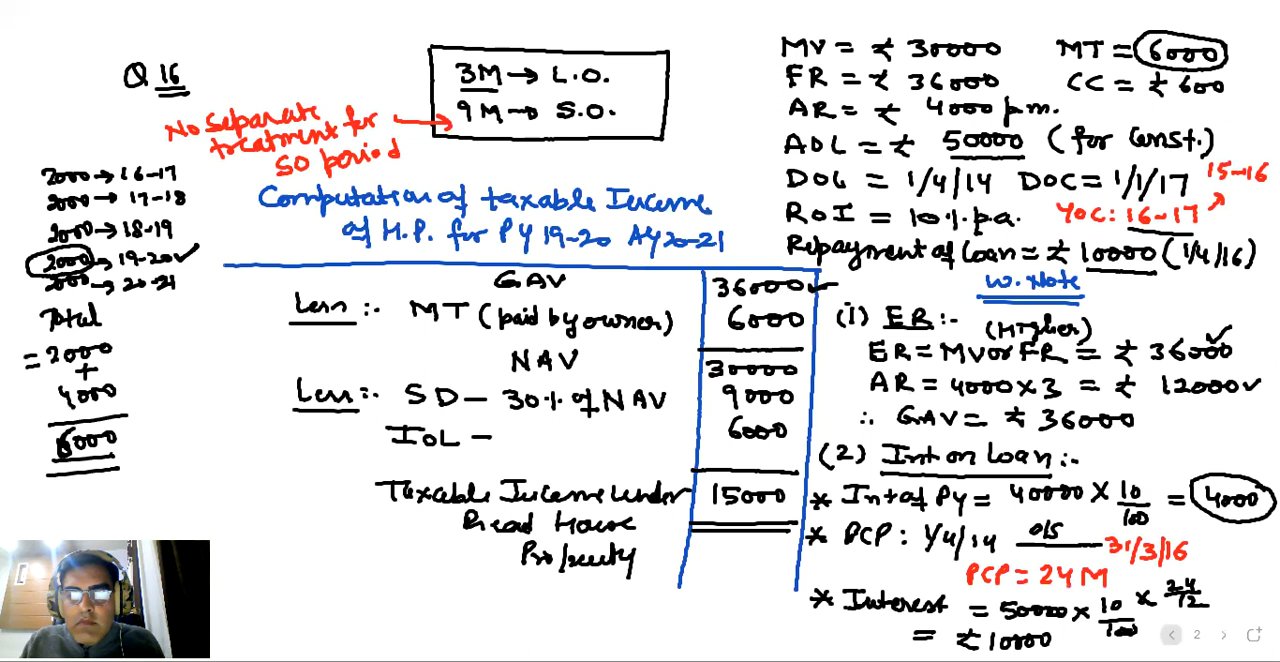 Q 16
3M → L.O.
9M → S.O.
No Separate
treatment for
SO period
MV = ₹ 30000 MT = 6000
FR = ₹ 36000 CC = ₹ 600
AR = ₹ 4000 p.m.
AOL = ₹ 50000 (for Const.)
DOL = 1/4/14 DOC = 1/1/17 15-16
ROI = 10% p.a. YOC: 16-17
Repayment of Loan = ₹ 10000 (1/4/16)
2000 → 16-17
2000 → 17-18
2000 → 18-19
2000 → 19-20 ✓
2000 → 20-21
Total
= 2000
+
4000
6000
Computation of taxable Income
of H.P. for PY 19-20 AY 20-21
GAV 36000
Less :- MT (paid by owner) 6000
NAV 30000
Less :- SD - 30% of NAV 9000
IOL - 6000
Taxable Income under 15000
Head House
Property
W. Note
(1) ER :-
(Higher)
ER = MV or FR = ₹ 36000 ✓
AR = 4000 × 3 = ₹ 12000 ✓
∴ GAV = ₹ 36000
(2) Int on Loan :-
* Int of Py = 40000 × 10/100 = 4000
* PCP : 1/4/14 31/3/16
PCP = 24 M
* Interest = 50000 × 10/100 × 24/12
= ₹ 10000
2